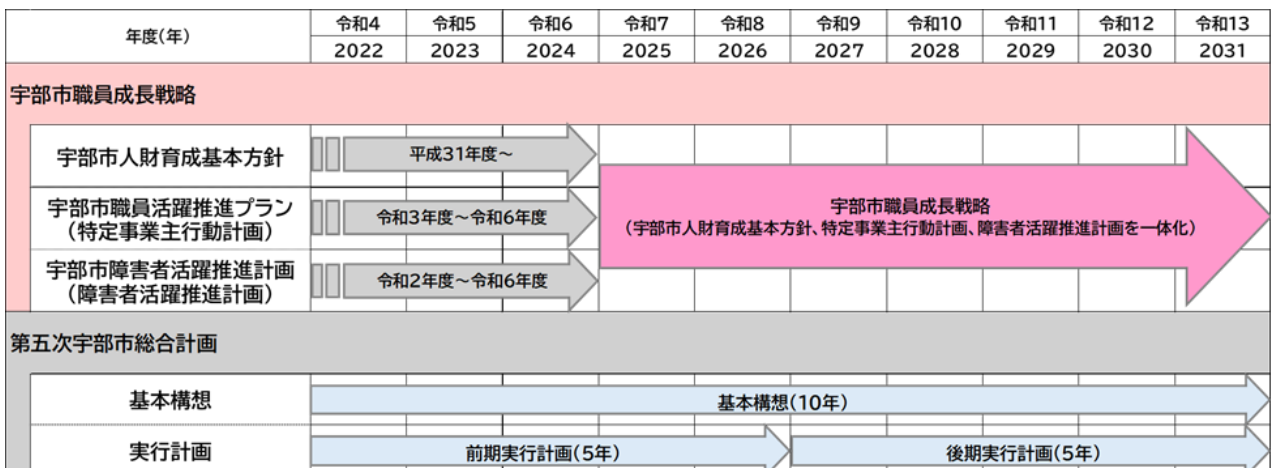 年度(年)
令和4 令和5 令和6 令和7 令和8 令和9 令和10 令和11 令和12 令和13
2022 2023 2024 2025 2026 2027 2028 2029 2030 2031
宇部市職員成長戦略
宇部市人財育成基本方針
平成31年度～
宇部市職員活躍推進プラン
(特定事業主行動計画)
令和3年度～令和6年度
宇部市障害者活躍推進計画
(障害者活躍推進計画)
令和2年度～令和6年度
宇部市職員成長戦略
(宇部市人財育成基本方針、特定事業主行動計画、障害者活躍推進計画を一体化)
第五次宇部市総合計画
基本構想
基本構想(10年)
実行計画
前期実行計画(5年)
後期実行計画(5年)